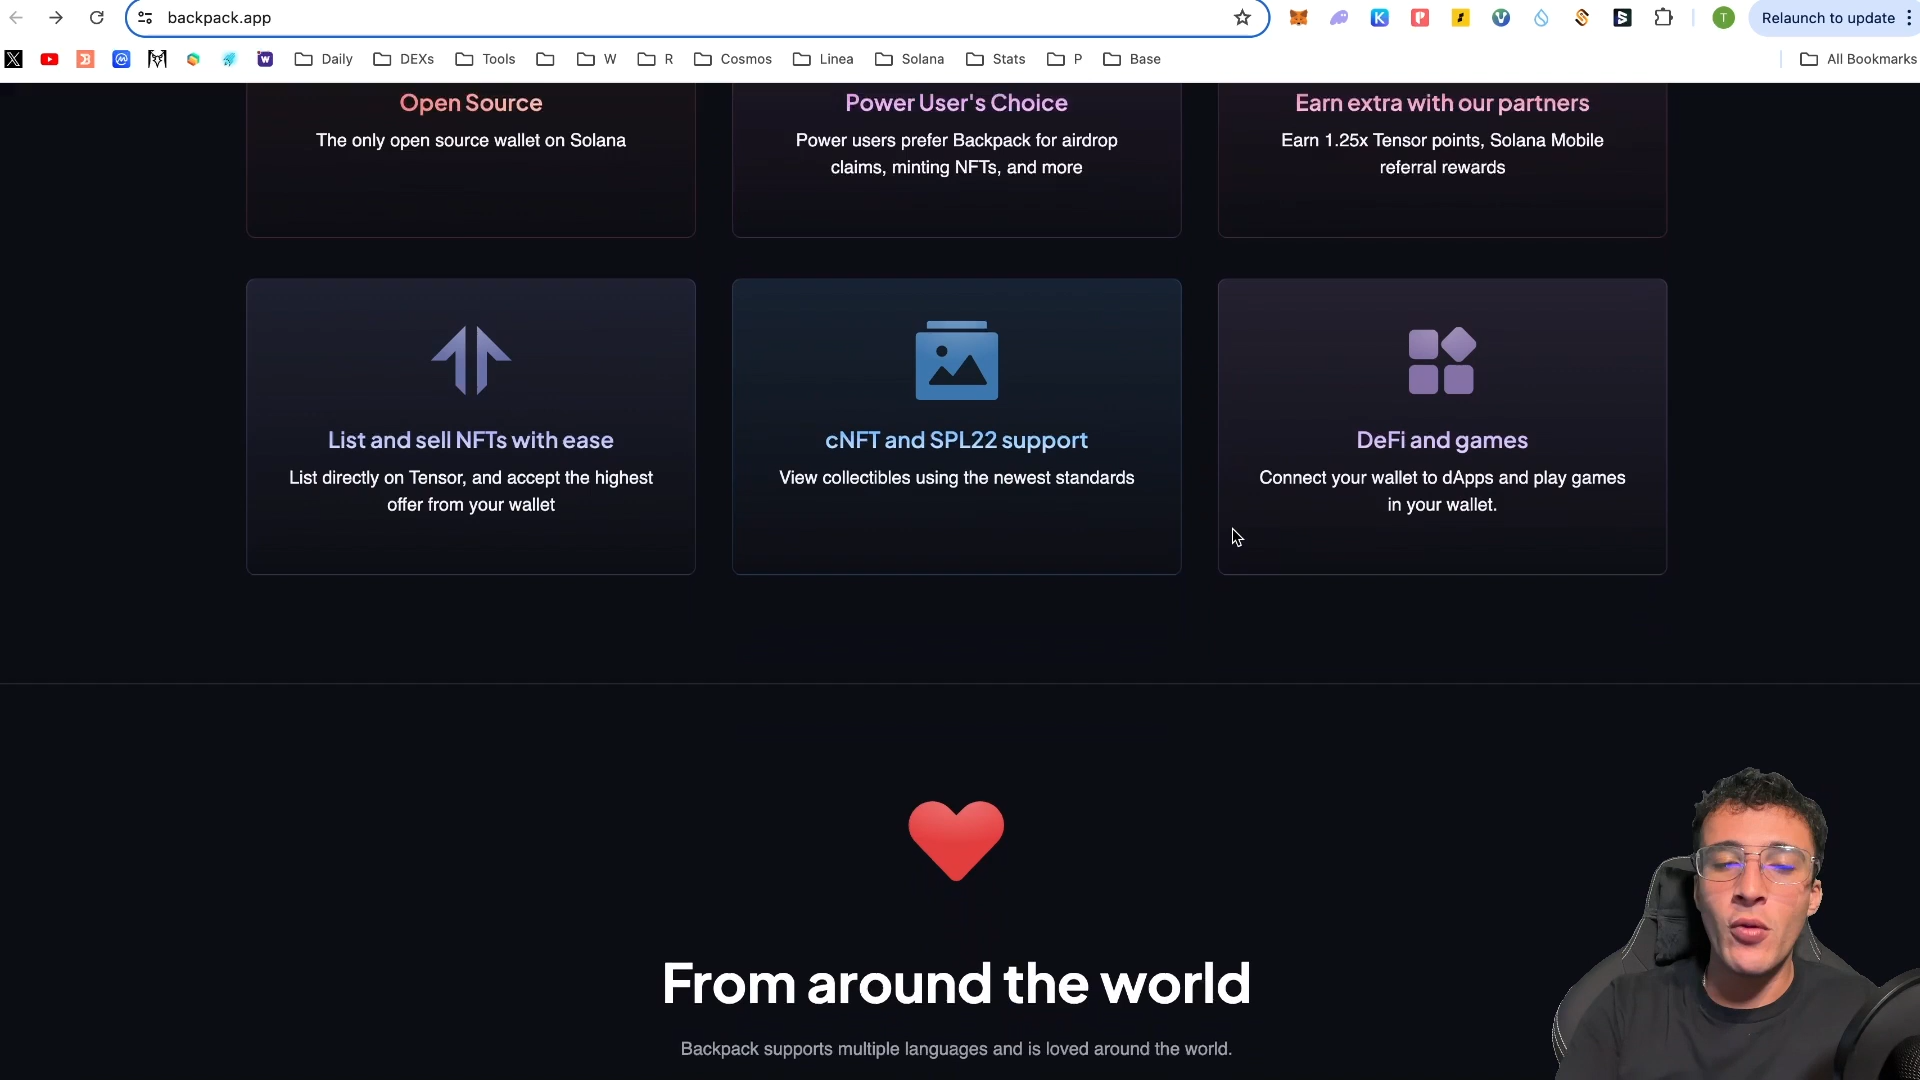 backpack.app
T
Relaunch to update
Daily
DEXs
Tools
W
R
Cosmos
Linea
Solana
Stats
P
Base
All Bookmarks
Open Source
The only open source wallet on Solana
Power User's Choice
Power users prefer Backpack for airdrop
claims, minting NFTs, and more
Earn extra with our partners
Earn 1.25x Tensor points, Solana Mobile
referral rewards
List and sell NFTs with ease
List directly on Tensor, and accept the highest
offer from your wallet
cNFT and SPL22 support
View collectibles using the newest standards
DeFi and games
Connect your wallet to dApps and play games
in your wallet.
From around the world
Backpack supports multiple languages and is loved around the world.